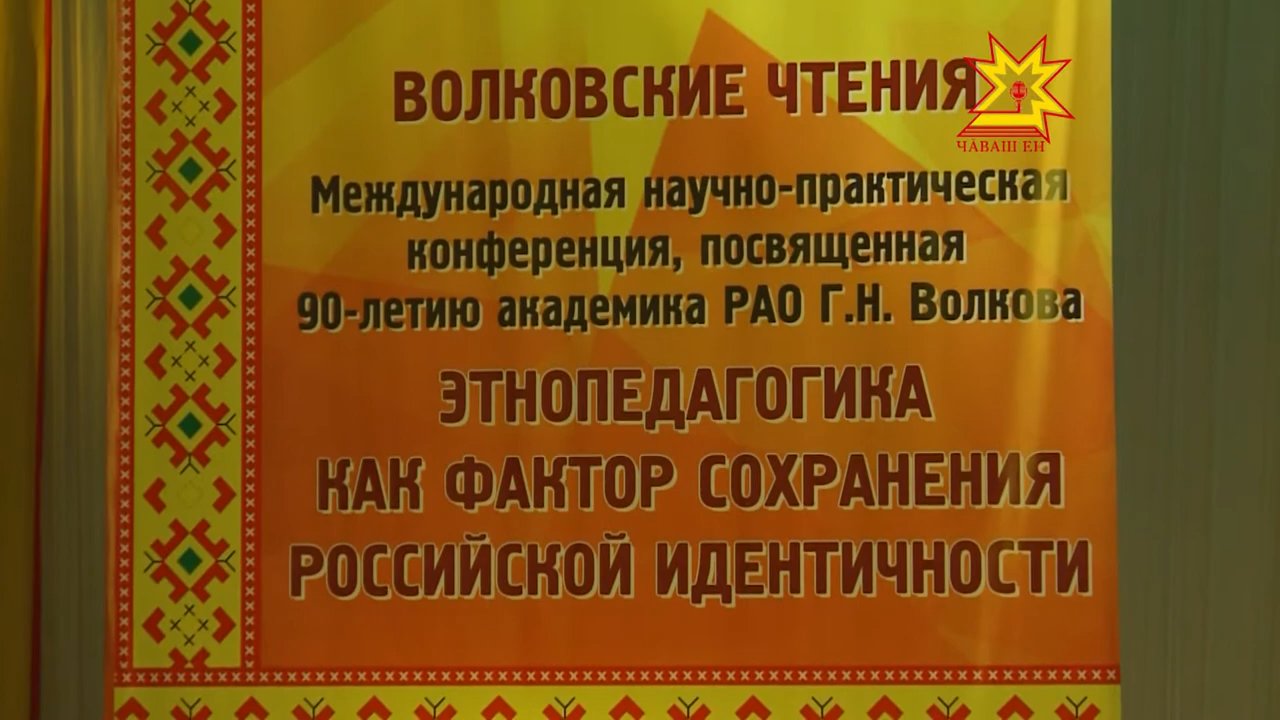 ВОЛКОВСКИЕ ЧТЕНИЯ
ЧӐВАШ ЕН
Международная научно-практическая
конференция, посвященная
90-летию академика РАО Г.Н. Волкова
ЭТНОПЕДАГОГИКА
КАК ФАКТОР СОХРАНЕНИЯ
РОССИЙСКОЙ ИДЕНТИЧНОСТИ